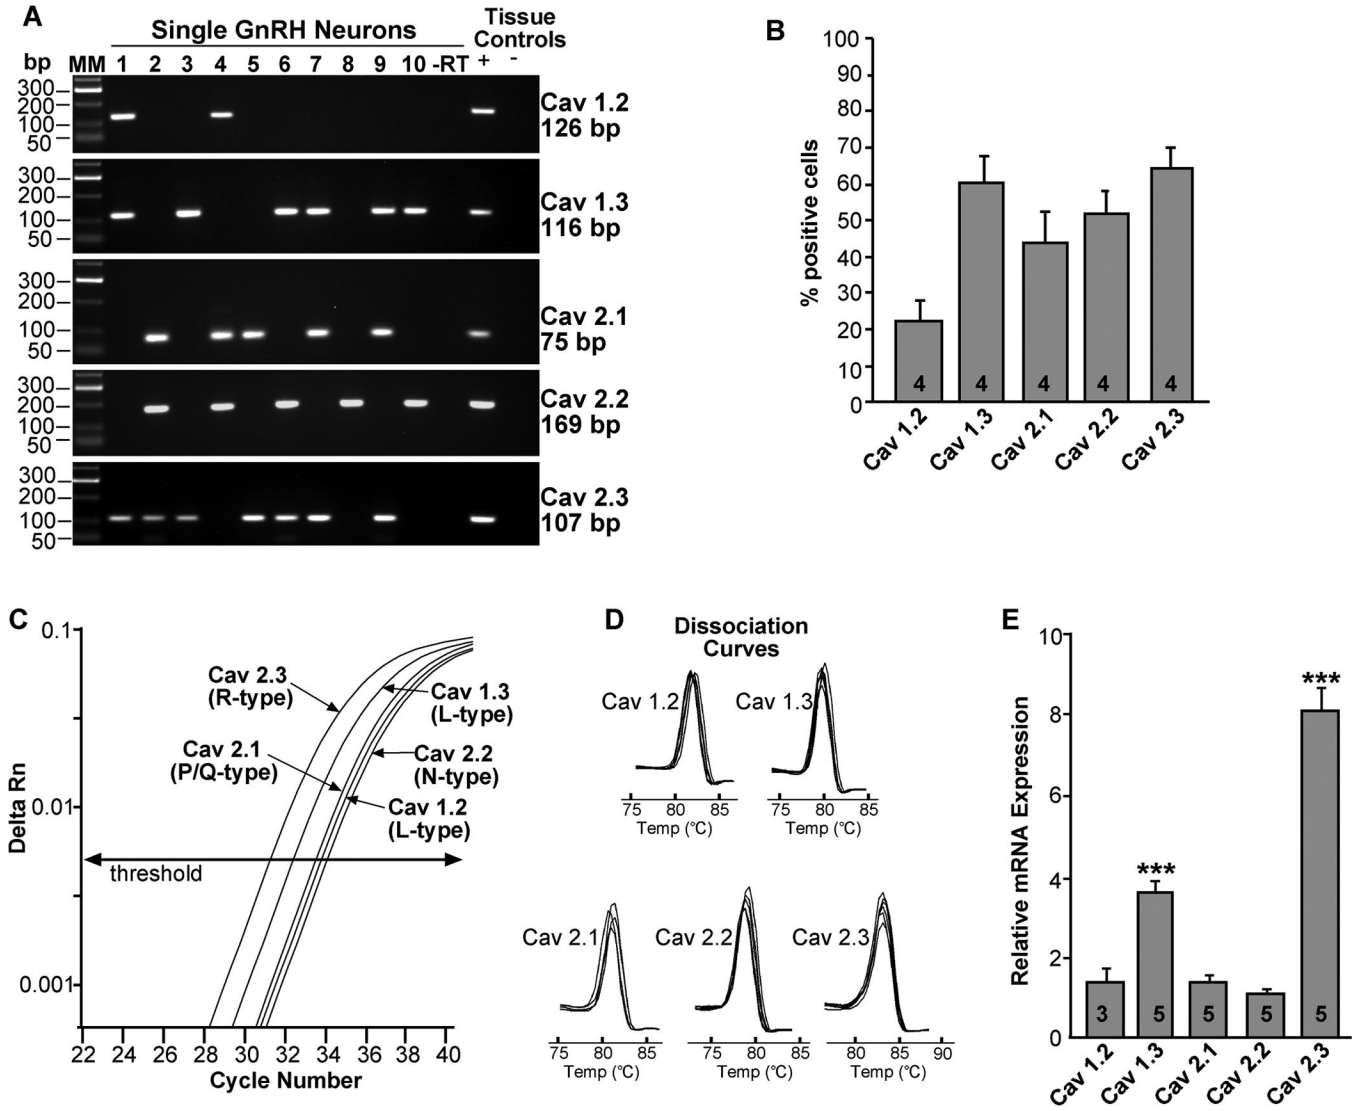 A
Single GnRH Neurons
Tissue
Controls
bp MM 1 2 3 4 5 6 7 8 9 10 -RT + -
300
200
100
50
Cav 1.2
126 bp
300
200
100
50
Cav 1.3
116 bp
300
200
100
50
Cav 2.1
75 bp
300
200
100
50
Cav 2.2
169 bp
300
200
100
50
Cav 2.3
107 bp
B
% positive cells
100
90
80
70
60
50
40
30
20
10
0
4 4 4 4 4
Cav 1.2 Cav 1.3 Cav 2.1 Cav 2.2 Cav 2.3
C
Delta Rn
0.1
0.01
0.001
Cav 2.3
(R-type)
Cav 1.3
(L-type)
Cav 2.1
(P/Q-type)
Cav 2.2
(N-type)
Cav 1.2
(L-type)
threshold
22 24 26 28 30 32 34 36 38 40
Cycle Number
D
Dissociation
Curves
Cav 1.2
75 80 85
Temp (°C)
Cav 1.3
75 80 85
Temp (°C)
Cav 2.1
75 80 85
Temp (°C)
Cav 2.2
75 80 85
Temp (°C)
Cav 2.3
80 85 90
Temp (°C)
E
Relative mRNA Expression
10
8
6
4
2
0
***
***
3 5 5 5 5
Cav 1.2 Cav 1.3 Cav 2.1 Cav 2.2 Cav 2.3